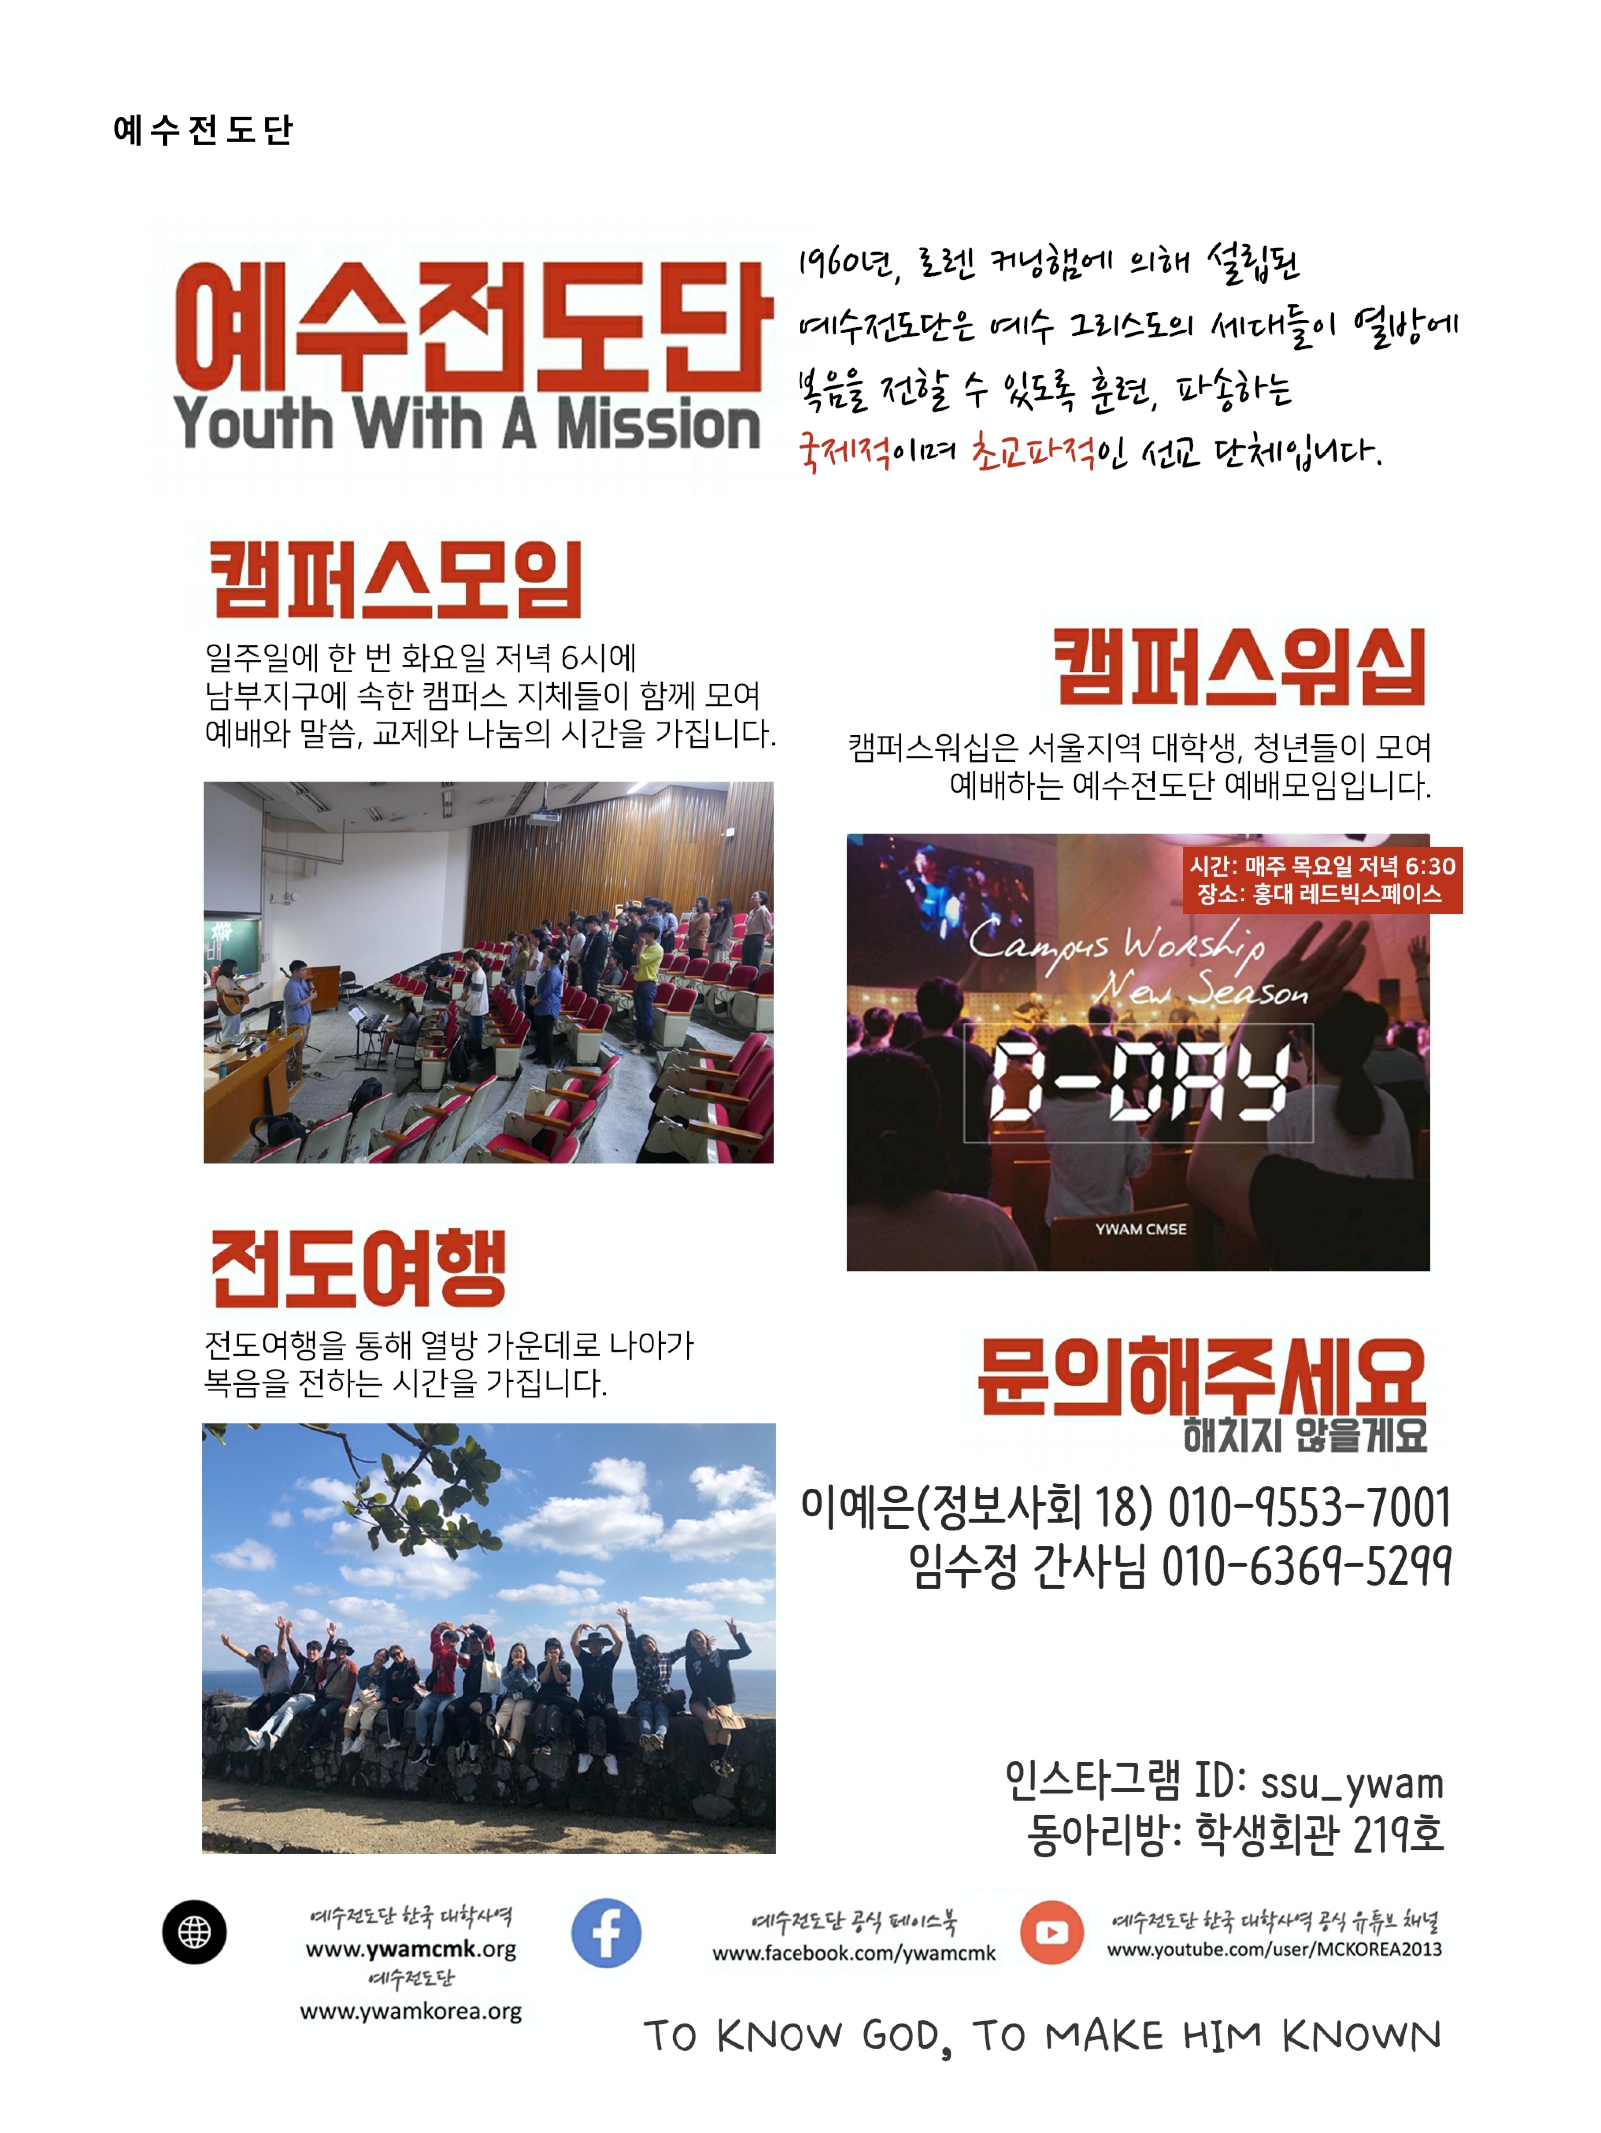 예수전도단
예수전도단
Youth With A Mission
1960년, 로렌 커닝햄에 의해 설립된
예수전도단은 예수 그리스도의 세대들이 열방에
복음을 전할 수 있도록 훈련, 파송하는
국제적이며 초교파적인 선교 단체입니다.
캠퍼스모임
일주일에 한 번 화요일 저녁 6시에
남부지구에 속한 캠퍼스 지체들이 함께 모여
예배와 말씀, 교제와 나눔의 시간을 가집니다.
캠퍼스워십
캠퍼스워십은 서울지역 대학생, 청년들이 모여
예배하는 예수전도단 예배모임입니다.
시간: 매주 목요일 저녁 6:30
장소: 홍대 레드빅스페이스
Campus Worship
New Season
D-DAY
YWAM CMSE
전도여행
전도여행을 통해 열방 가운데로 나아가
복음을 전하는 시간을 가집니다.
문의해주세요
해치지 않을게요
이예은(정보사회 18) 010-9553-7001
임수정 간사님 010-6369-5299
인스타그램 ID: ssu_ywam
동아리방: 학생회관 219호
예수전도단 한국 대학사역
www.ywamcmk.org
예수전도단
www.ywamkorea.org
예수전도단 공식 페이스북
www.facebook.com/ywamcmk
예수전도단 한국 대학사역 공식 유튜브 채널
www.youtube.com/user/MCKOREA2013
TO KNOW GOD, TO MAKE HIM KNOWN